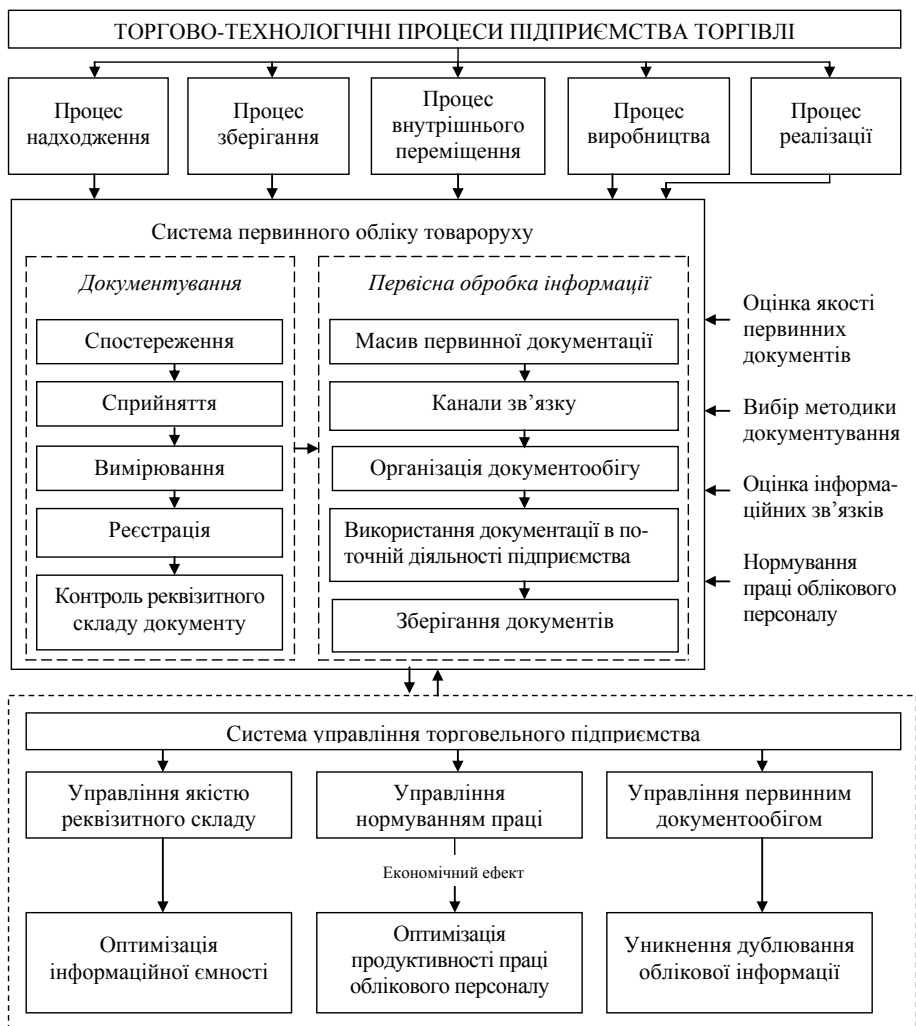 ТОРГОВО-ТЕХНОЛОГІЧНІ ПРОЦЕСИ ПІДПРИЄМСТВА ТОРГІВЛІ
Процес
надходження
Процес
зберігання
Процес
внутрішнього
переміщення
Процес
виробництва
Процес
реалізації
Система первинного обліку товароруху
Документування
Спостереження
Сприйняття
Вимірювання
Реєстрація
Контроль реквізитного
складу документу
Первісна обробка інформації
Масив первинної документації
Канали зв’язку
Організація документообігу
Використання документації в по-
точній діяльності підприємства
Зберігання документів
Оцінка якості
первинних
документів
Вибір методики
документування
Оцінка інформа-
ційних зв’язків
Нормування
праці облікового
персоналу
Система управління торговельного підприємства
Управління якістю
реквізитного складу
Управління
нормуванням праці
Управління первинним
документообігом
Економічний ефект
Оптимізація
інформаційної ємності
Оптимізація
продуктивності праці
облікового персоналу
Уникнення дублювання
облікової інформації